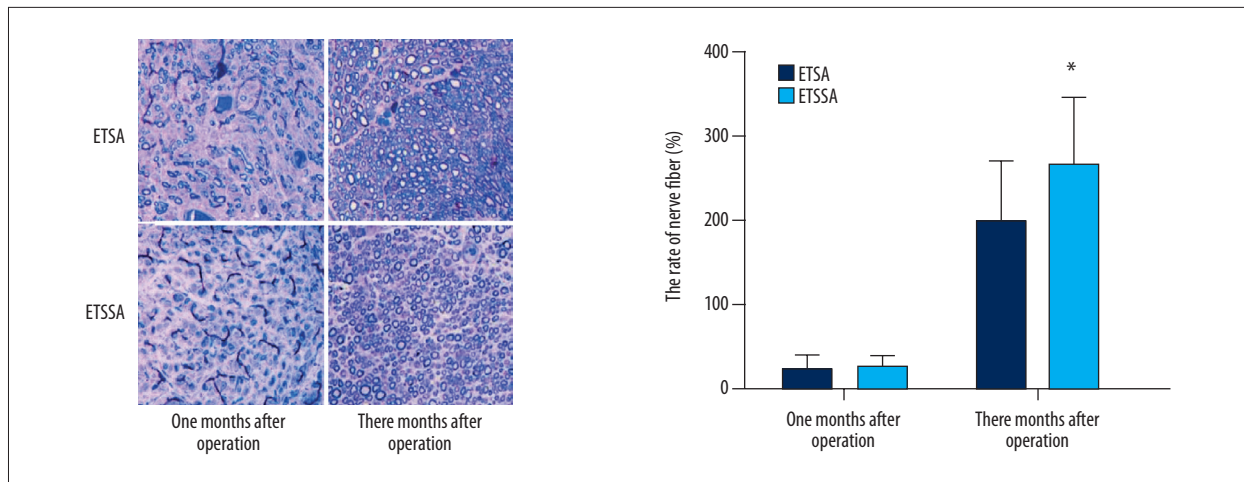 ETSA
ETSSA
One months after
operation
There months after
operation
The rate of nerve fiber (%)
400
300
200
100
0
ETSA
ETSSA
*
One months after
operation
There months after
operation